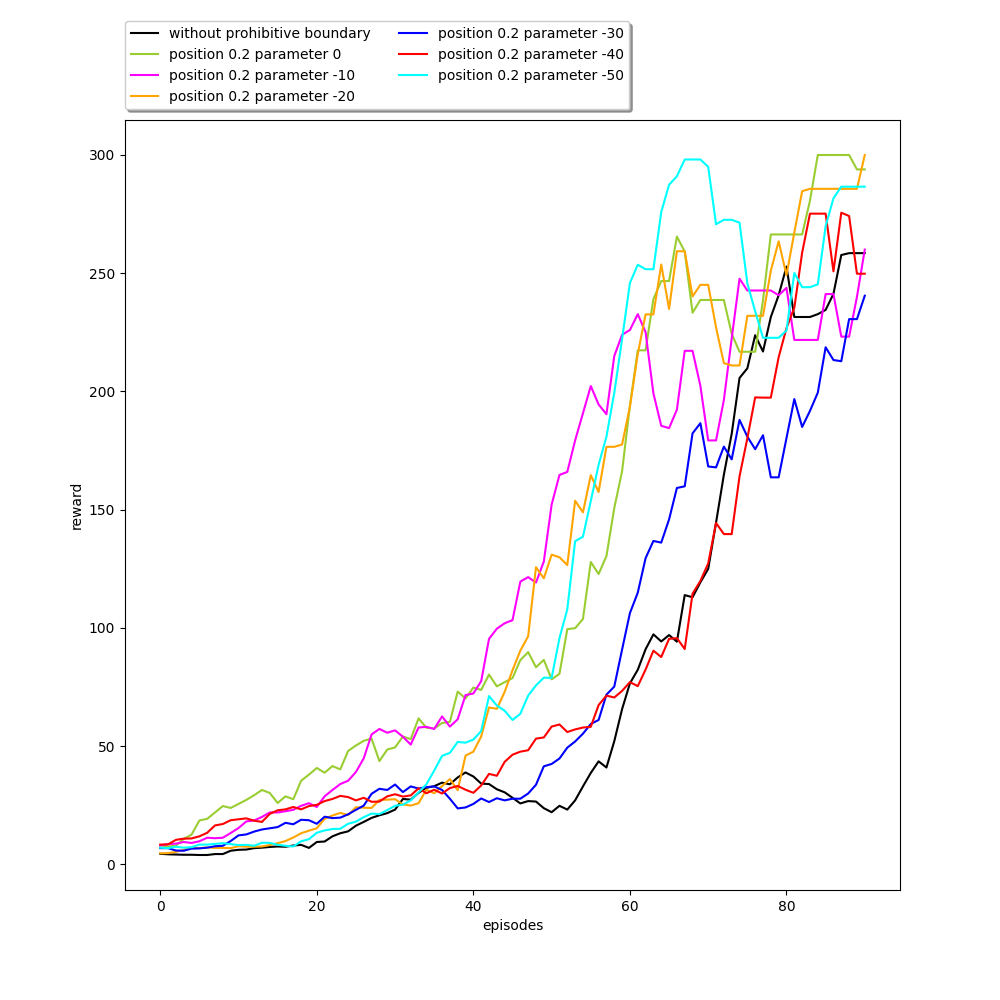 without prohibitive boundary
position 0.2 parameter 0
position 0.2 parameter -10
position 0.2 parameter -20
position 0.2 parameter -30
position 0.2 parameter -40
position 0.2 parameter -50
300
250
200
150
100
50
0
reward
0 20 40 60 80
episodes